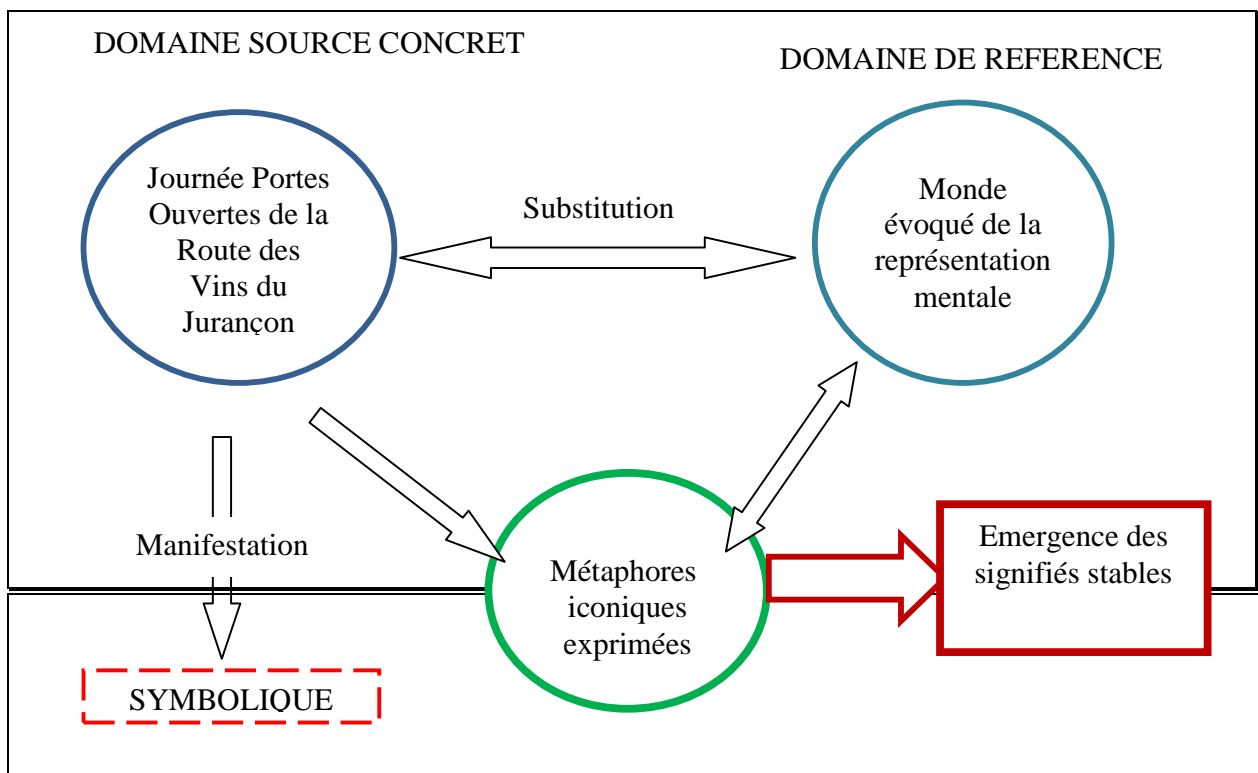 DOMAINE SOURCE CONCRET
DOMAINE DE REFERENCE
Journée Portes
Ouvertes de la
Route des
Vins du
Jurançon
Substitution
Monde
évoqué de la
représentation
mentale
Manifestation
Métaphores
iconiques
exprimées
Emergence des
signifiés stables
SYMBOLIQUE